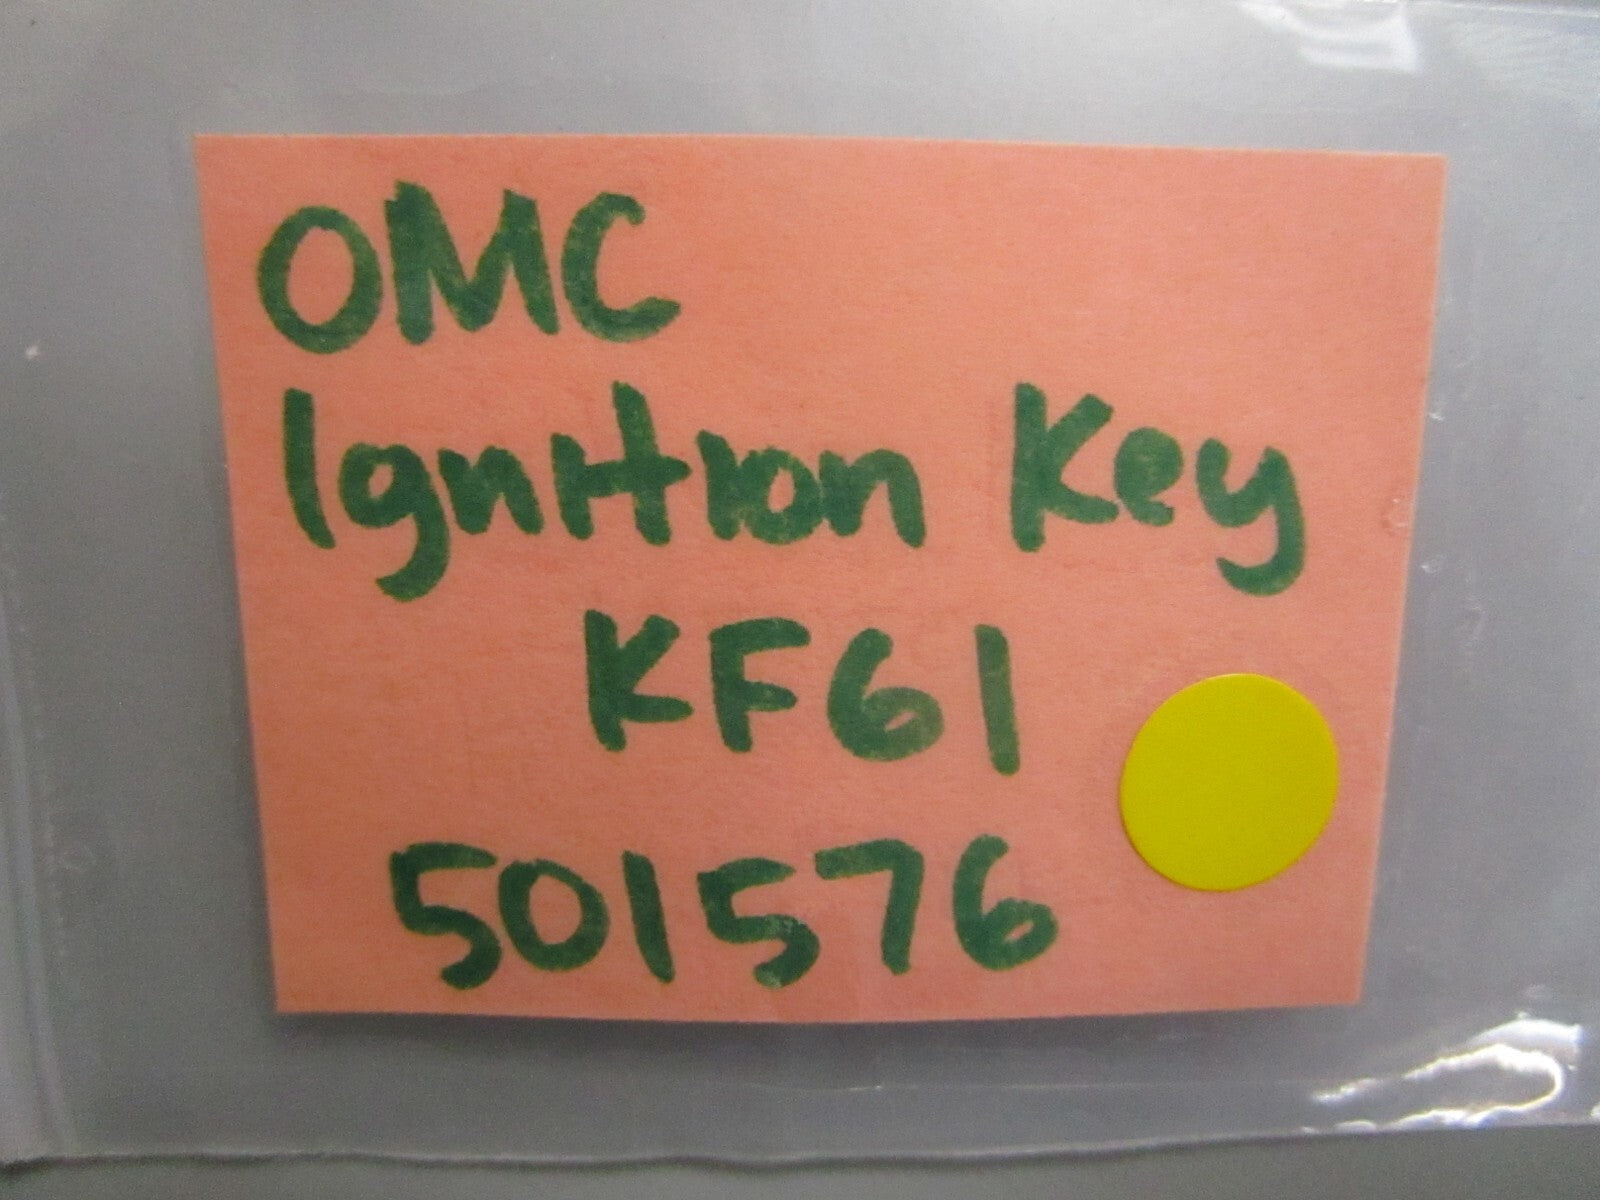 OMC
Ignition Key
KF61
501576